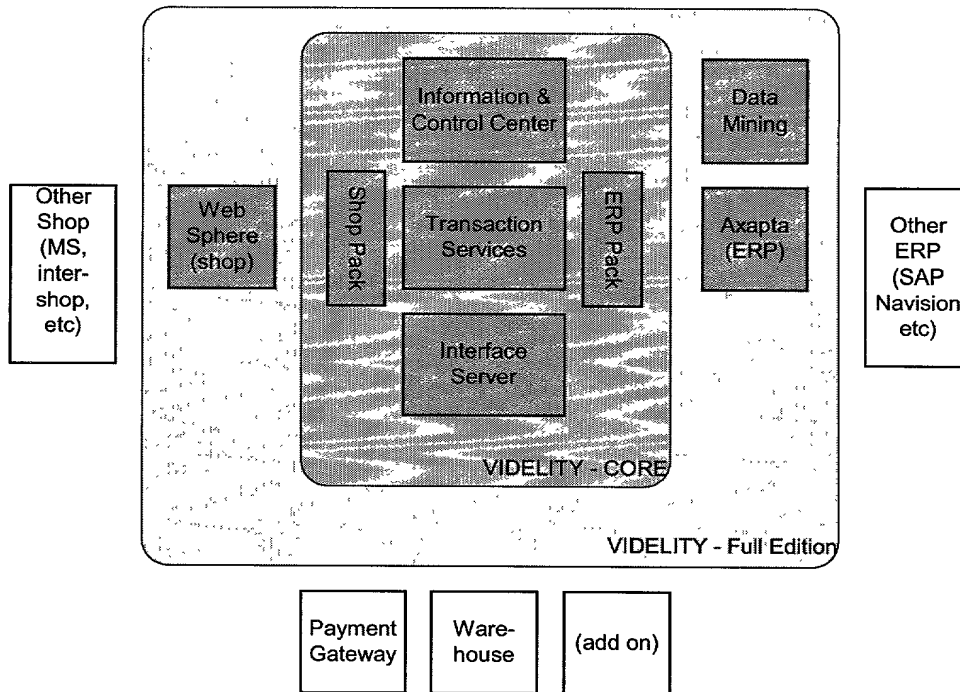 Information &
Control Center
Data
Mining
Other
Shop
(MS,
inter-
shop,
etc)
Web
Sphere
(shop)
Shop Pack
Transaction
Services
ERP Pack
Axapta
(ERP)
Other
ERP
(SAP
Navision
etc)
Interface
Server
VIDELITY - CORE
VIDELITY - Full Edition
Payment
Gateway
Ware-
house
(add on)